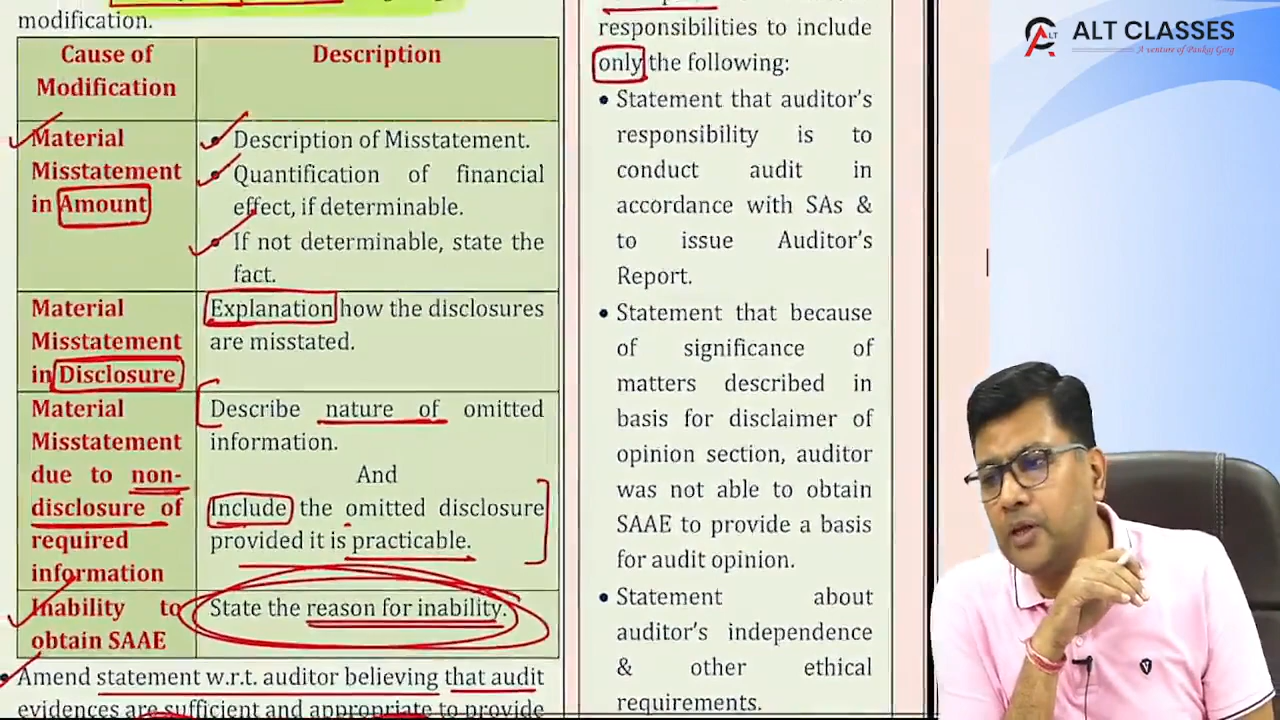 modification.
Cause of
Modification
Description
Material
Misstatement
in Amount
• Description of Misstatement.
• Quantification of financial
effect, if determinable.
• If not determinable, state the
fact.
Material
Misstatement
in Disclosure
Explanation how the disclosures
are misstated.
Material
Misstatement
due to non-
disclosure of
required
information
Describe nature of omitted
information.
And
Include the omitted disclosure
provided it is practicable.
Inability to
obtain SAAE
State the reason for inability.
• Amend statement w.r.t. auditor believing that audit
evidences are sufficient and appropriate to provide
responsibilities to include
only the following:
• Statement that auditor's
responsibility is to
conduct audit in
accordance with SAs &
to issue Auditor's
Report.
• Statement that because
of significance of
matters described in
basis for disclaimer of
opinion section, auditor
was not able to obtain
SAAE to provide a basis
for audit opinion.
• Statement about
auditor's independence
& other ethical
requirements.
ALT
ALT CLASSES
A venture of Pankaj Garg